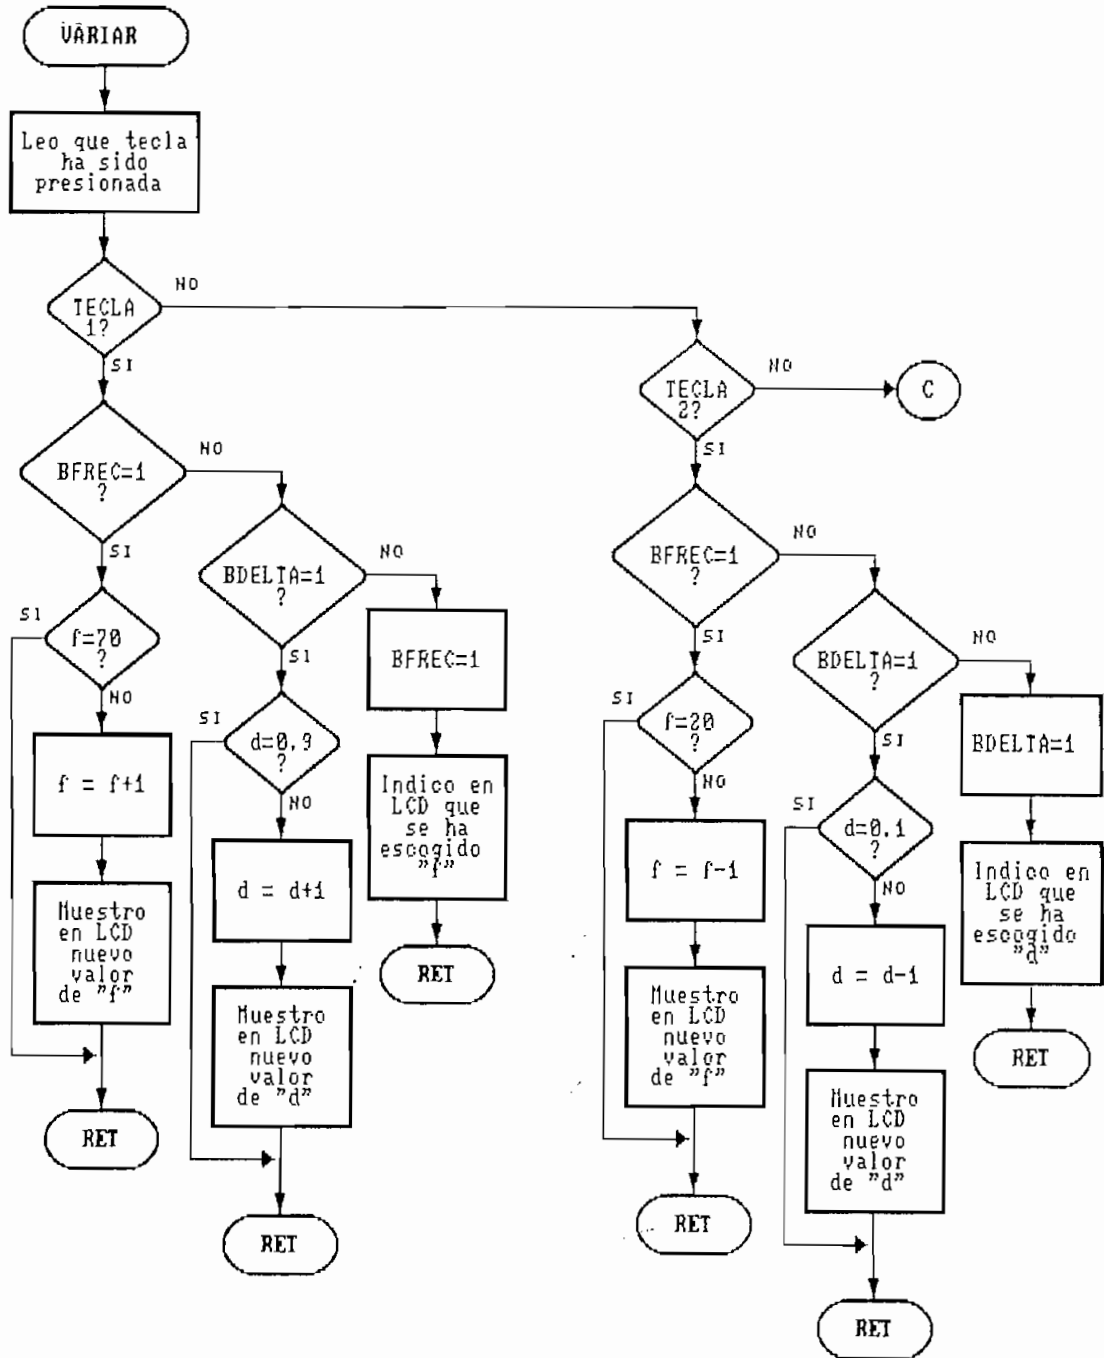 VARIAR
Leo que tecla
ha sido
presionada
TECLA
1?
NO
SI
BFREC=1
?
NO
SI
f=70
?
SI
NO
f = f+1
Muestro
en LCD
nuevo
valor
de "f"
RET
BDELTA=1
?
NO
SI
d=0,9
?
SI
NO
d = d+1
Muestro
en LCD
nuevo
valor
de "d"
RET
BFREC=1
Indico en
LCD que
se ha
escogido
"f"
RET
TECLA
2?
NO
C
SI
BFREC=1
?
NO
SI
f=20
?
SI
NO
f = f-1
Muestro
en LCD
nuevo
valor
de "f"
RET
BDELTA=1
?
NO
SI
d=0,1
?
SI
NO
d = d-1
Muestro
en LCD
nuevo
valor
de "d"
RET
BDELTA=1
Indico en
LCD que
se ha
escogido
"d"
RET